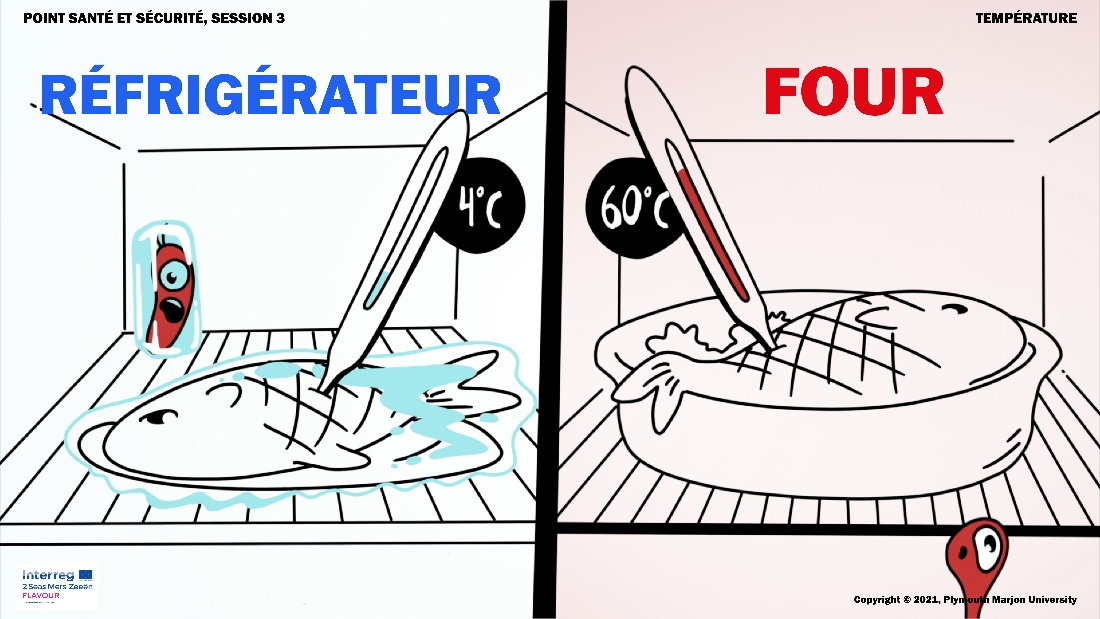 POINT SANTÉ ET SÉCURITÉ, SESSION 3
TEMPÉRATURE
RÉFRIGÉRATEUR
FOUR
4°C
60°C
Interreg
2 Seas Mers Zeeën
FLAVOUR
Copyright © 2021, Plymouth Marjon University